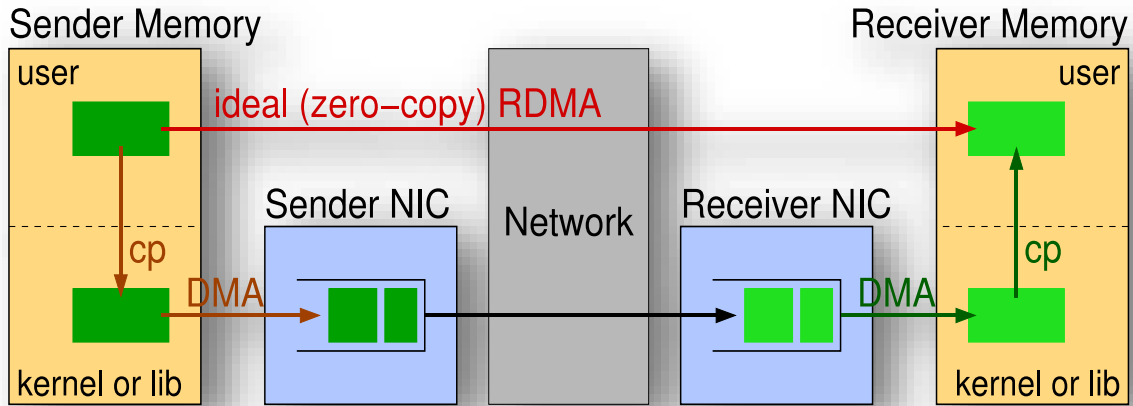 Sender Memory
Receiver Memory
user
user
ideal (zero−copy) RDMA
Sender NIC
Network
Receiver NIC
cp
cp
DMA
DMA
kernel or lib
kernel or lib